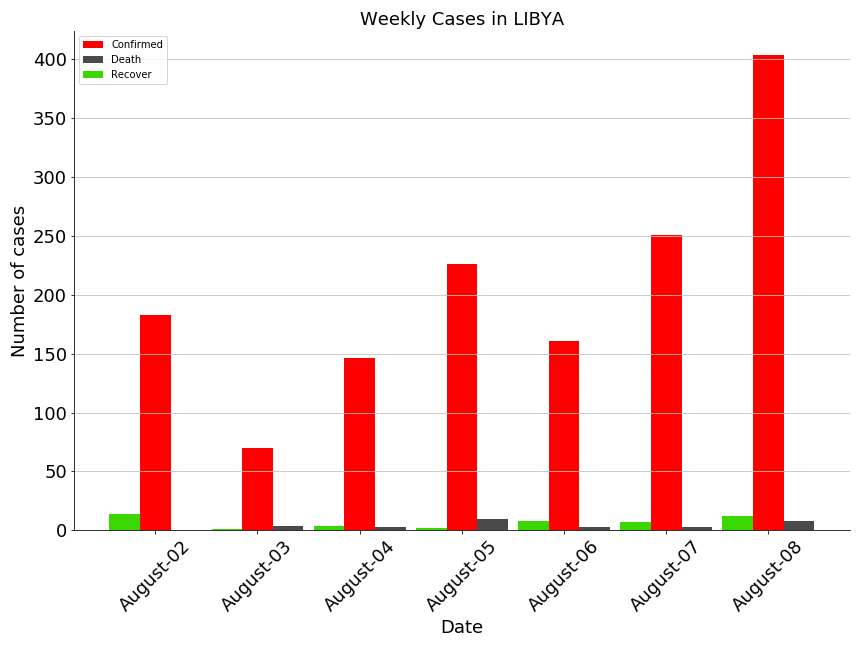 Weekly Cases in LIBYA
Confirmed
Death
Recover
Number of cases
400
350
300
250
200
150
100
50
0
August-02
August-03
August-04
August-05
August-06
August-07
August-08
Date